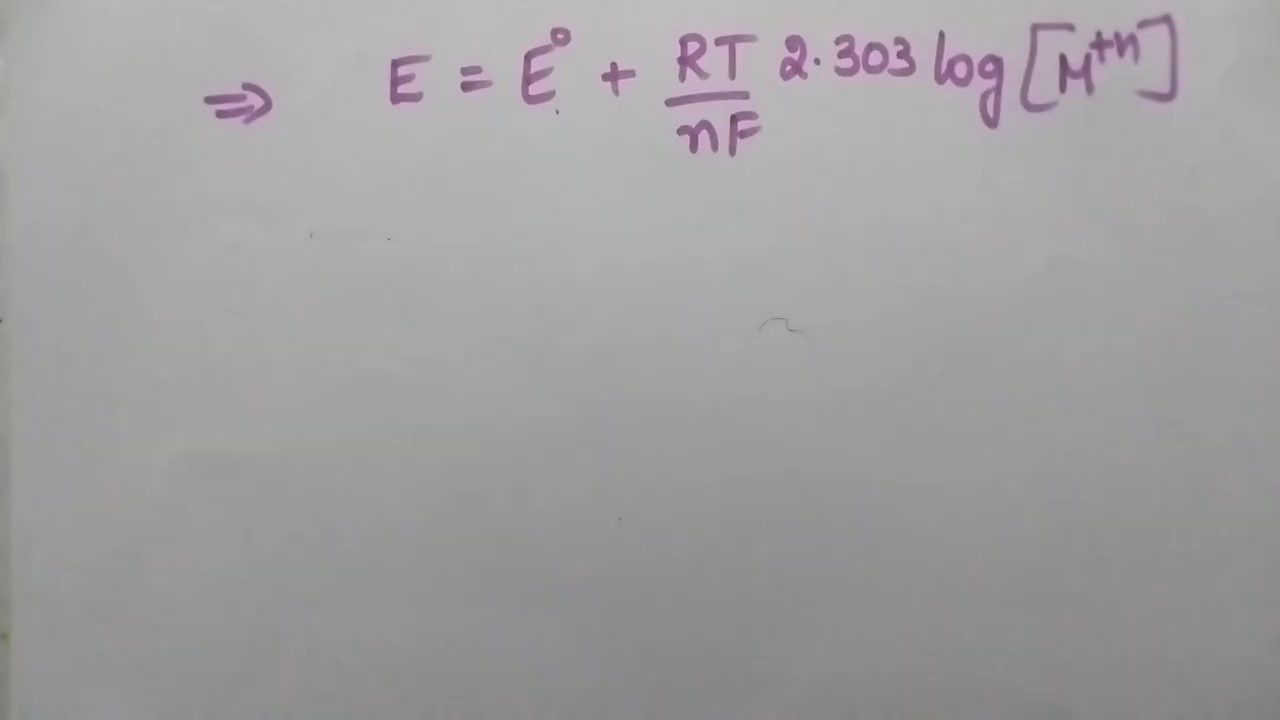 ⇒ E = E° + RT/nF 2.303 log [M⁺ⁿ]